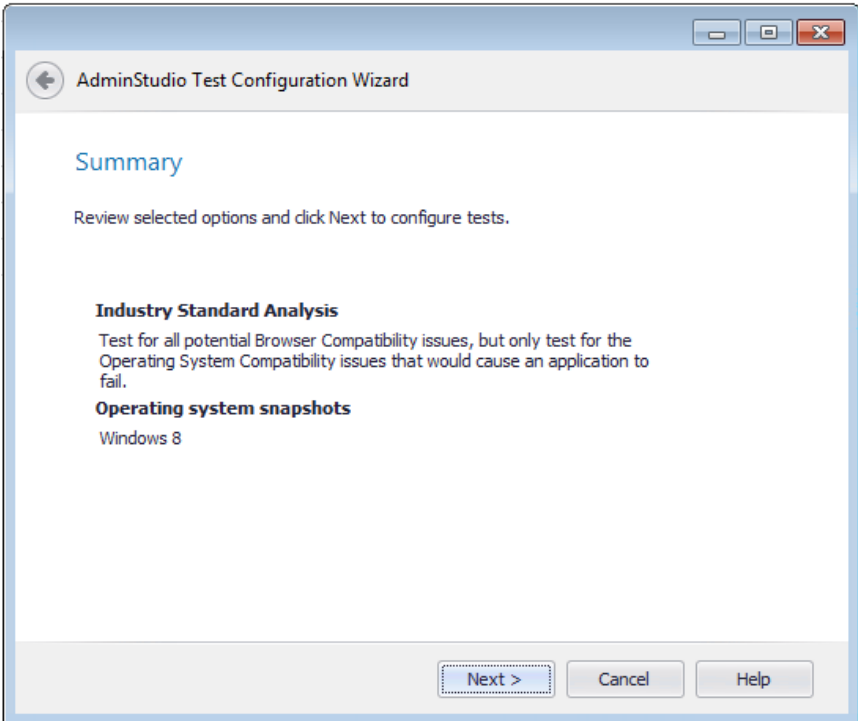 AdminStudio Test Configuration Wizard
Summary
Review selected options and click Next to configure tests.
Industry Standard Analysis
Test for all potential Browser Compatibility issues, but only test for the
Operating System Compatibility issues that would cause an application to
fail.
Operating system snapshots
Windows 8
Next >
Cancel
Help